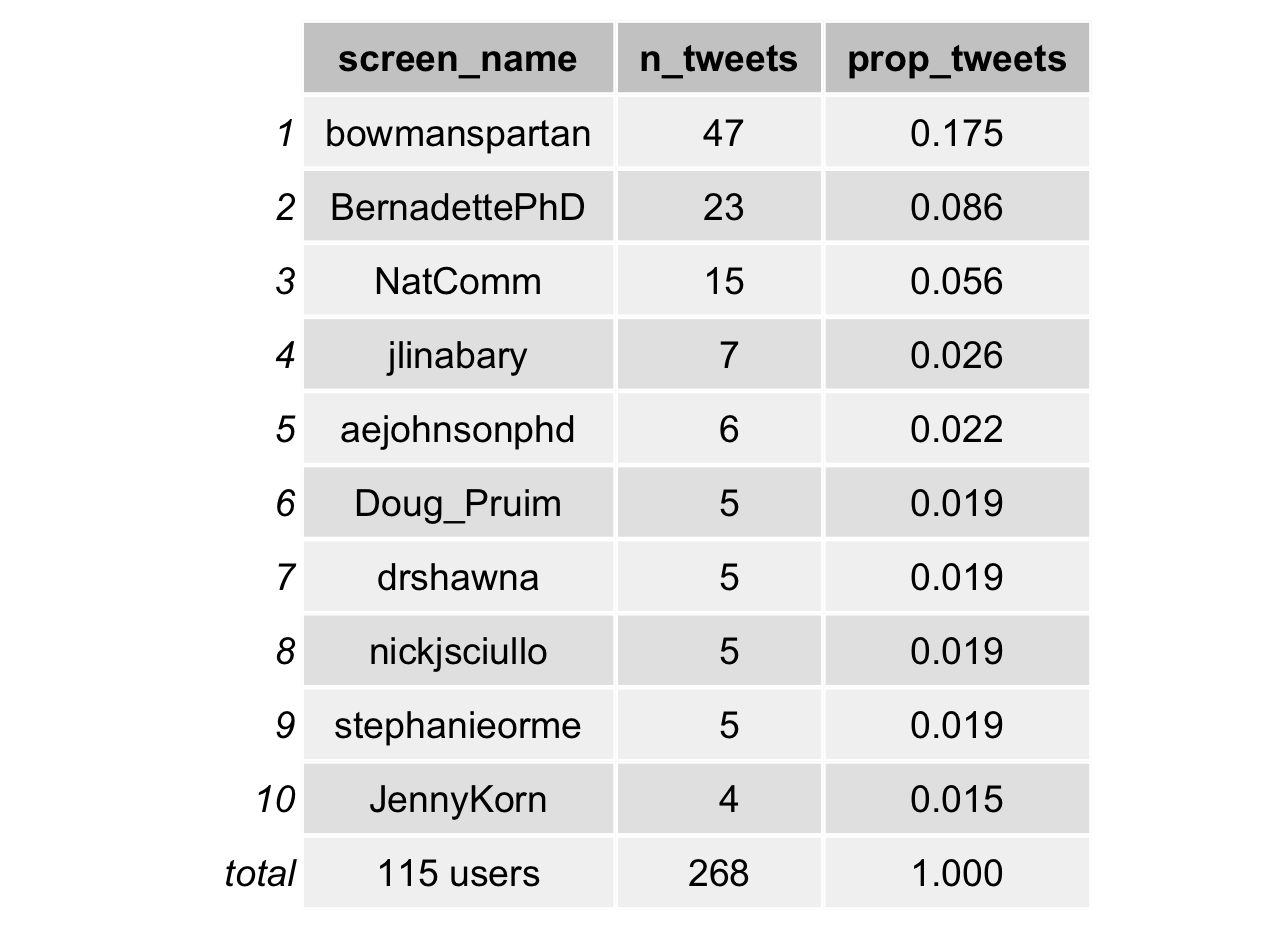 screen_name n_tweets prop_tweets
1 bowmanspartan 47 0.175
2 BernadettePhD 23 0.086
3 NatComm 15 0.056
4 jlinabary 7 0.026
5 aejohnsonphd 6 0.022
6 Doug_Pruim 5 0.019
7 drshawna 5 0.019
8 nickjsciullo 5 0.019
9 stephanieorme 5 0.019
10 JennyKorn 4 0.015
total 115 users 268 1.000